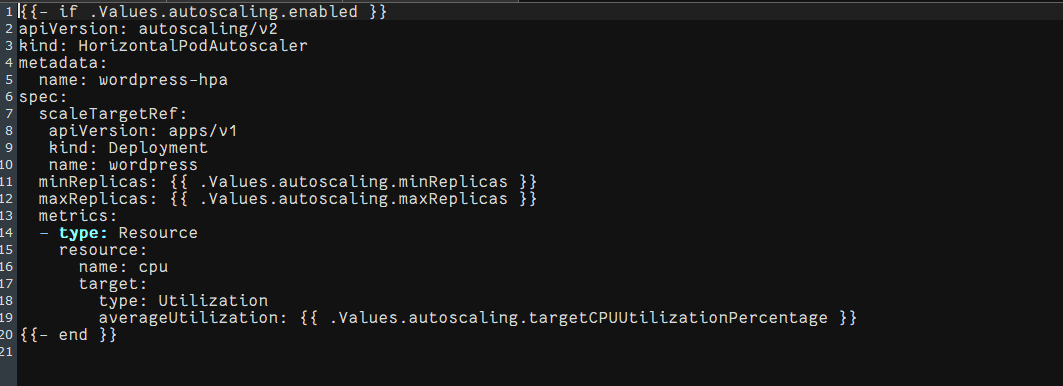 1 {{- if .Values.autoscaling.enabled }}
2 apiVersion: autoscaling/v2
3 kind: HorizontalPodAutoscaler
4 metadata:
5   name: wordpress-hpa
6 spec:
7   scaleTargetRef:
8    apiVersion: apps/v1
9    kind: Deployment
10    name: wordpress
11   minReplicas: {{ .Values.autoscaling.minReplicas }}
12   maxReplicas: {{ .Values.autoscaling.maxReplicas }}
13   metrics:
14   - type: Resource
15     resource:
16       name: cpu
17       target:
18         type: Utilization
19         averageUtilization: {{ .Values.autoscaling.targetCPUUtilizationPercentage }}
20 {{- end }}
21